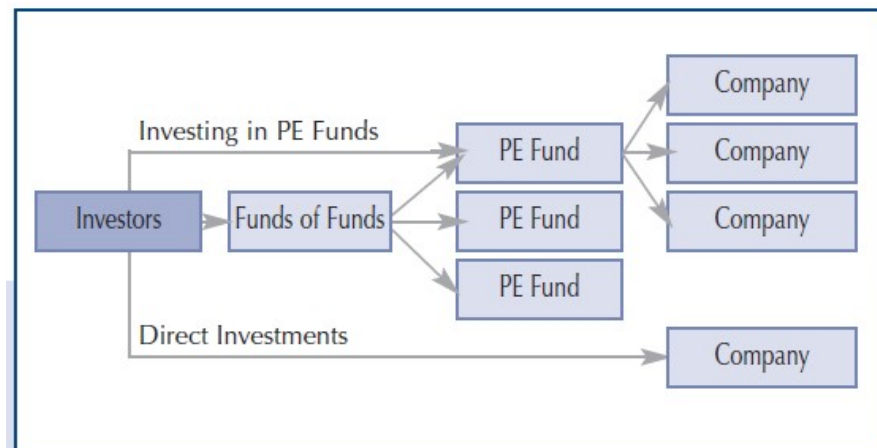 Company
Investing in PE Funds
PE Fund
Company
Investors
Funds of Funds
PE Fund
Company
PE Fund
Direct Investments
Company